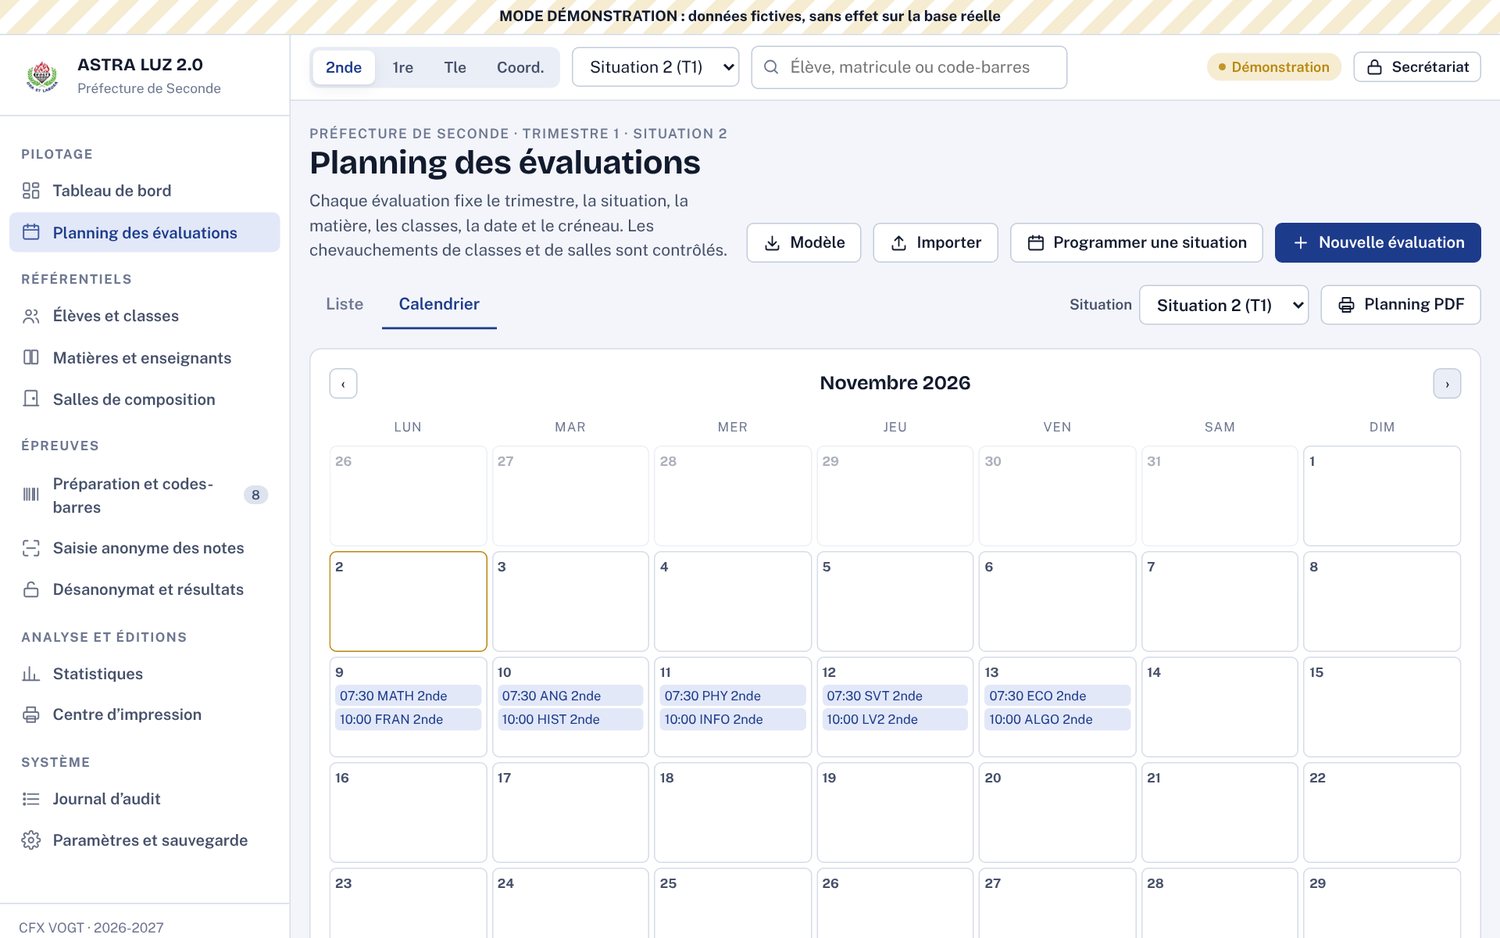 MODE DÉMONSTRATION : données fictives, sans effet sur la base réelle
ASTRA LUZ 2.0
Préfecture de Seconde
2nde 1re Tle Coord.
Situation 2 (T1)
Élève, matricule ou code-barres
Démonstration
Secrétariat
PILOTAGE
Tableau de bord
Planning des évaluations
RÉFÉRENTIELS
Élèves et classes
Matières et enseignants
Salles de composition
ÉPREUVES
Préparation et codes-
barres
8
Saisie anonyme des notes
Désanonymat et résultats
ANALYSE ET ÉDITIONS
Statistiques
Centre d'impression
SYSTÈME
Journal d'audit
Paramètres et sauvegarde
CFX VOGT · 2026-2027
PRÉFECTURE DE SECONDE · TRIMESTRE 1 · SITUATION 2
Planning des évaluations
Chaque évaluation fixe le trimestre, la situation, la
matière, les classes, la date et le créneau. Les
chevauchements de classes et de salles sont contrôlés.
Modèle
Importer
Programmer une situation
+ Nouvelle évaluation
Liste
Calendrier
Situation
Situation 2 (T1)
Planning PDF
‹
Novembre 2026
›
LUN MAR MER JEU VEN SAM DIM
26 27 28 29 30 31 1
2 3 4 5 6 7 8
9 10 11 12 13 14 15
07:30 MATH 2nde 07:30 ANG 2nde 07:30 PHY 2nde 07:30 SVT 2nde 07:30 ECO 2nde
10:00 FRAN 2nde 10:00 HIST 2nde 10:00 INFO 2nde 10:00 LV2 2nde 10:00 ALGO 2nde
16 17 18 19 20 21 22
23 24 25 26 27 28 29